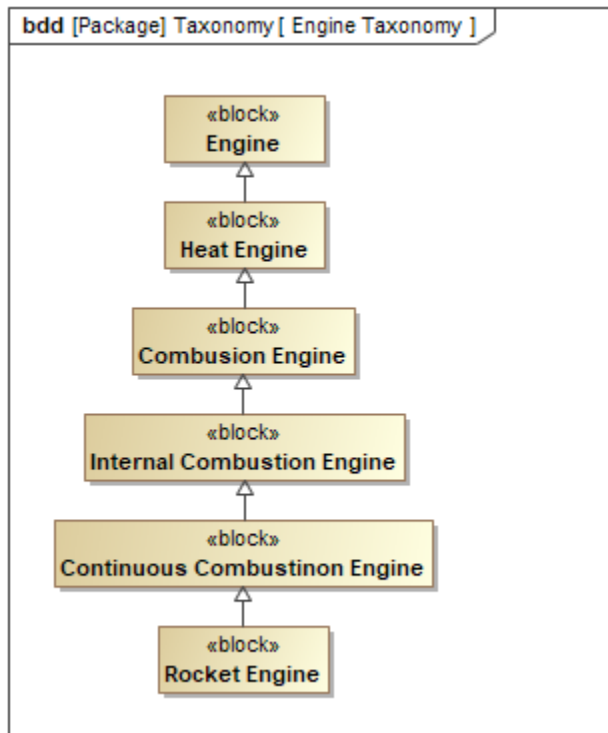 bdd [Package] Taxonomy [ Engine Taxonomy ]
«block»
Engine
«block»
Heat Engine
«block»
Combusion Engine
«block»
Internal Combustion Engine
«block»
Continuous Combustinon Engine
«block»
Rocket Engine